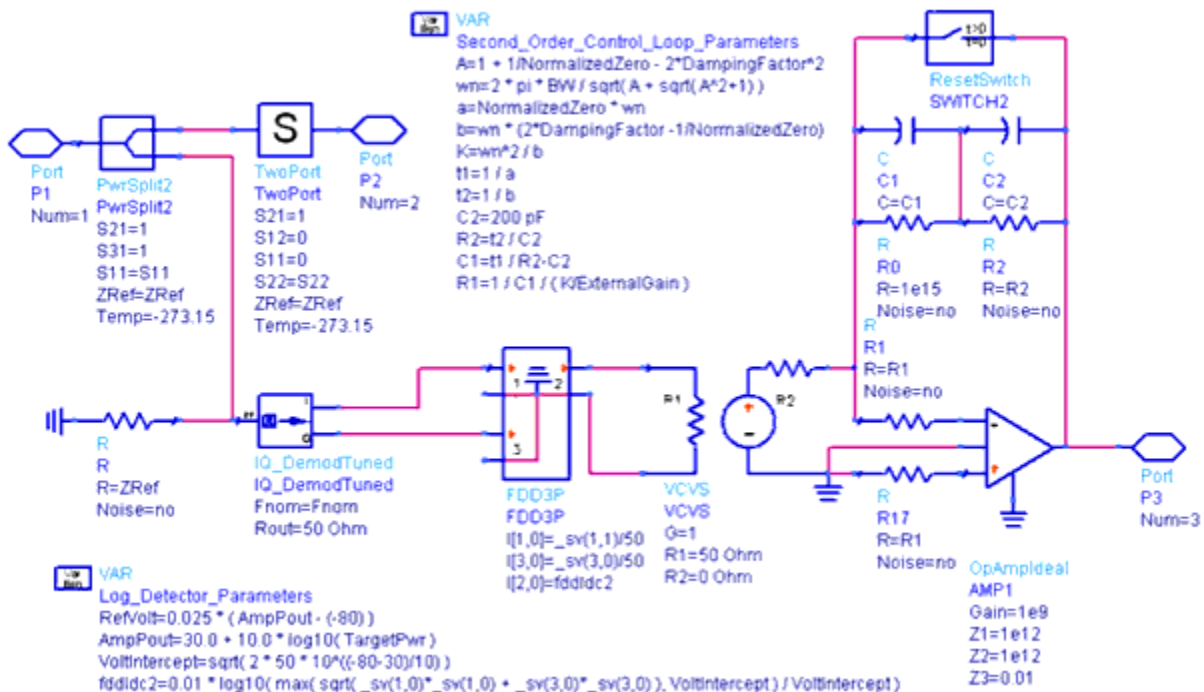 VAR
Second_Order_Control_Loop_Parameters
A=1 + 1/NormalizedZero - 2*DampingFactor^2
wn=2 * pi * BW / sqrt( A + sqrt( A^2+1) )
a=NormalizedZero * wn
b=wn * (2*DampingFactor -1/NormalizedZero)
K=wn^2 / b
t1=1 / a
t2=1 / b
C2=200 pF
R2=t2 / C2
C1=t1 / R2-C2
R1=1 / C1 / ( K/ExternalGain )
t>0
t=0
ResetSwitch
SWITCH2
Port
P1
Num=1
PwrSplit2
PwrSplit2
S21=1
S31=1
S11=S11
ZRef=ZRef
Temp=-273.15
S
TwoPort
TwoPort
S21=1
S12=0
S11=0
S22=S22
ZRef=ZRef
Temp=-273.15
Port
P2
Num=2
C
C1
C=C1
C
C2
C=C2
R
R0
R=1e15
Noise=no
R
R2
R=R2
Noise=no
R
R1
R=R1
Noise=no
R
R
R=ZRef
Noise=no
IQ_DemodTuned
IQ_DemodTuned
Fnom=Fnom
Rout=50 Ohm
1
2
3
FDD3P
FDD3P
I[1,0]=_sv(1,1)/50
I[3,0]=_sv(3,0)/50
I[2,0]=fddidc2
R1
R2
VCVS
VCVS
G=1
R1=50 Ohm
R2=0 Ohm
R
R17
R=R1
Noise=no
OpAmpIdeal
AMP1
Gain=1e9
Z1=1e12
Z2=1e12
Z3=0.01
Port
P3
Num=3
VAR
Log_Detector_Parameters
RefVolt=0.025 * ( AmpPout - (-80) )
AmpPout=30.0 + 10.0 * log10( TargetPwr )
VoltIntercept=sqrt( 2 * 50 * 10^((-80-30)/10) )
fddidc2=0.01 * log10( max( sqrt( _sv(1,0)*_sv(1,0) + _sv(3,0)*_sv(3,0) ), VoltIntercept ) / VoltIntercept )